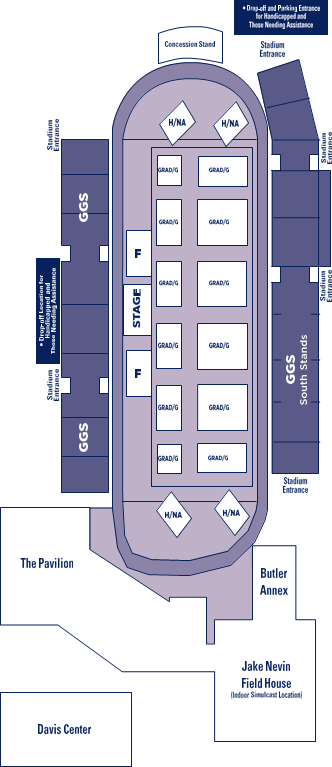 • Drop-off and Parking Entrance
for Handicapped and
Those Needing Assistance
Concession Stand
Stadium
Entrance
H/NA
H/NA
Stadium
Entrance
Stadium
Entrance
GRAD/G
GRAD/G
GGS
GRAD/G
GRAD/G
F
• Drop-off Location for
Handicapped and
Those Needing Assistance
GRAD/G
GRAD/G
Stadium
Entrance
STAGE
GRAD/G
GRAD/G
GGS
South Stands
F
Stadium
Entrance
GRAD/G
GRAD/G
GGS
GRAD/G
GRAD/G
Stadium
Entrance
H/NA
H/NA
The Pavilion
Butler
Annex
Jake Nevin
Field House
(Indoor Simulcast Location)
Davis Center